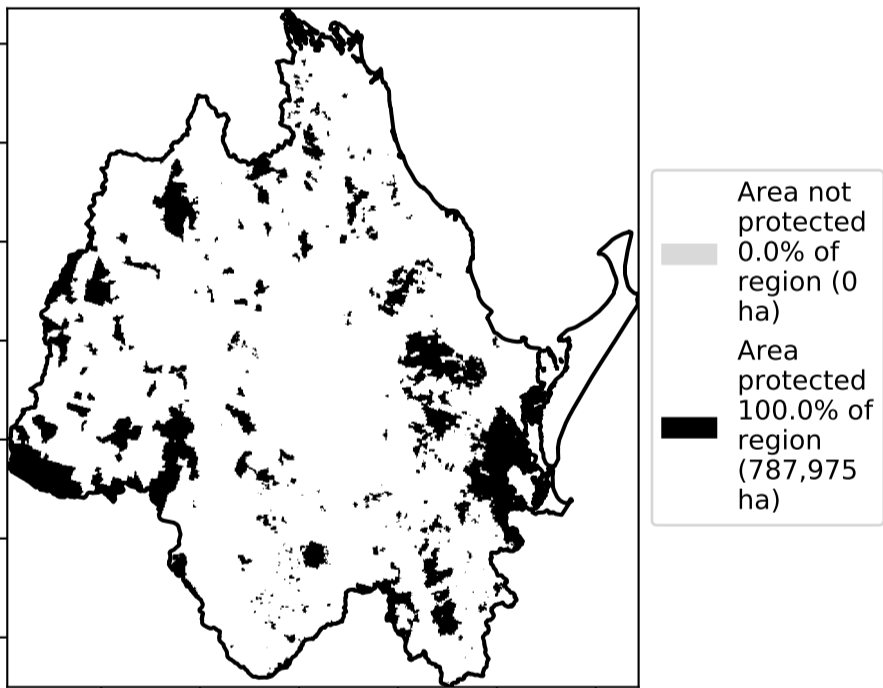 Area not
protected
0.0% of
region (0
ha)
Area
protected
100.0% of
region
(787,975
ha)